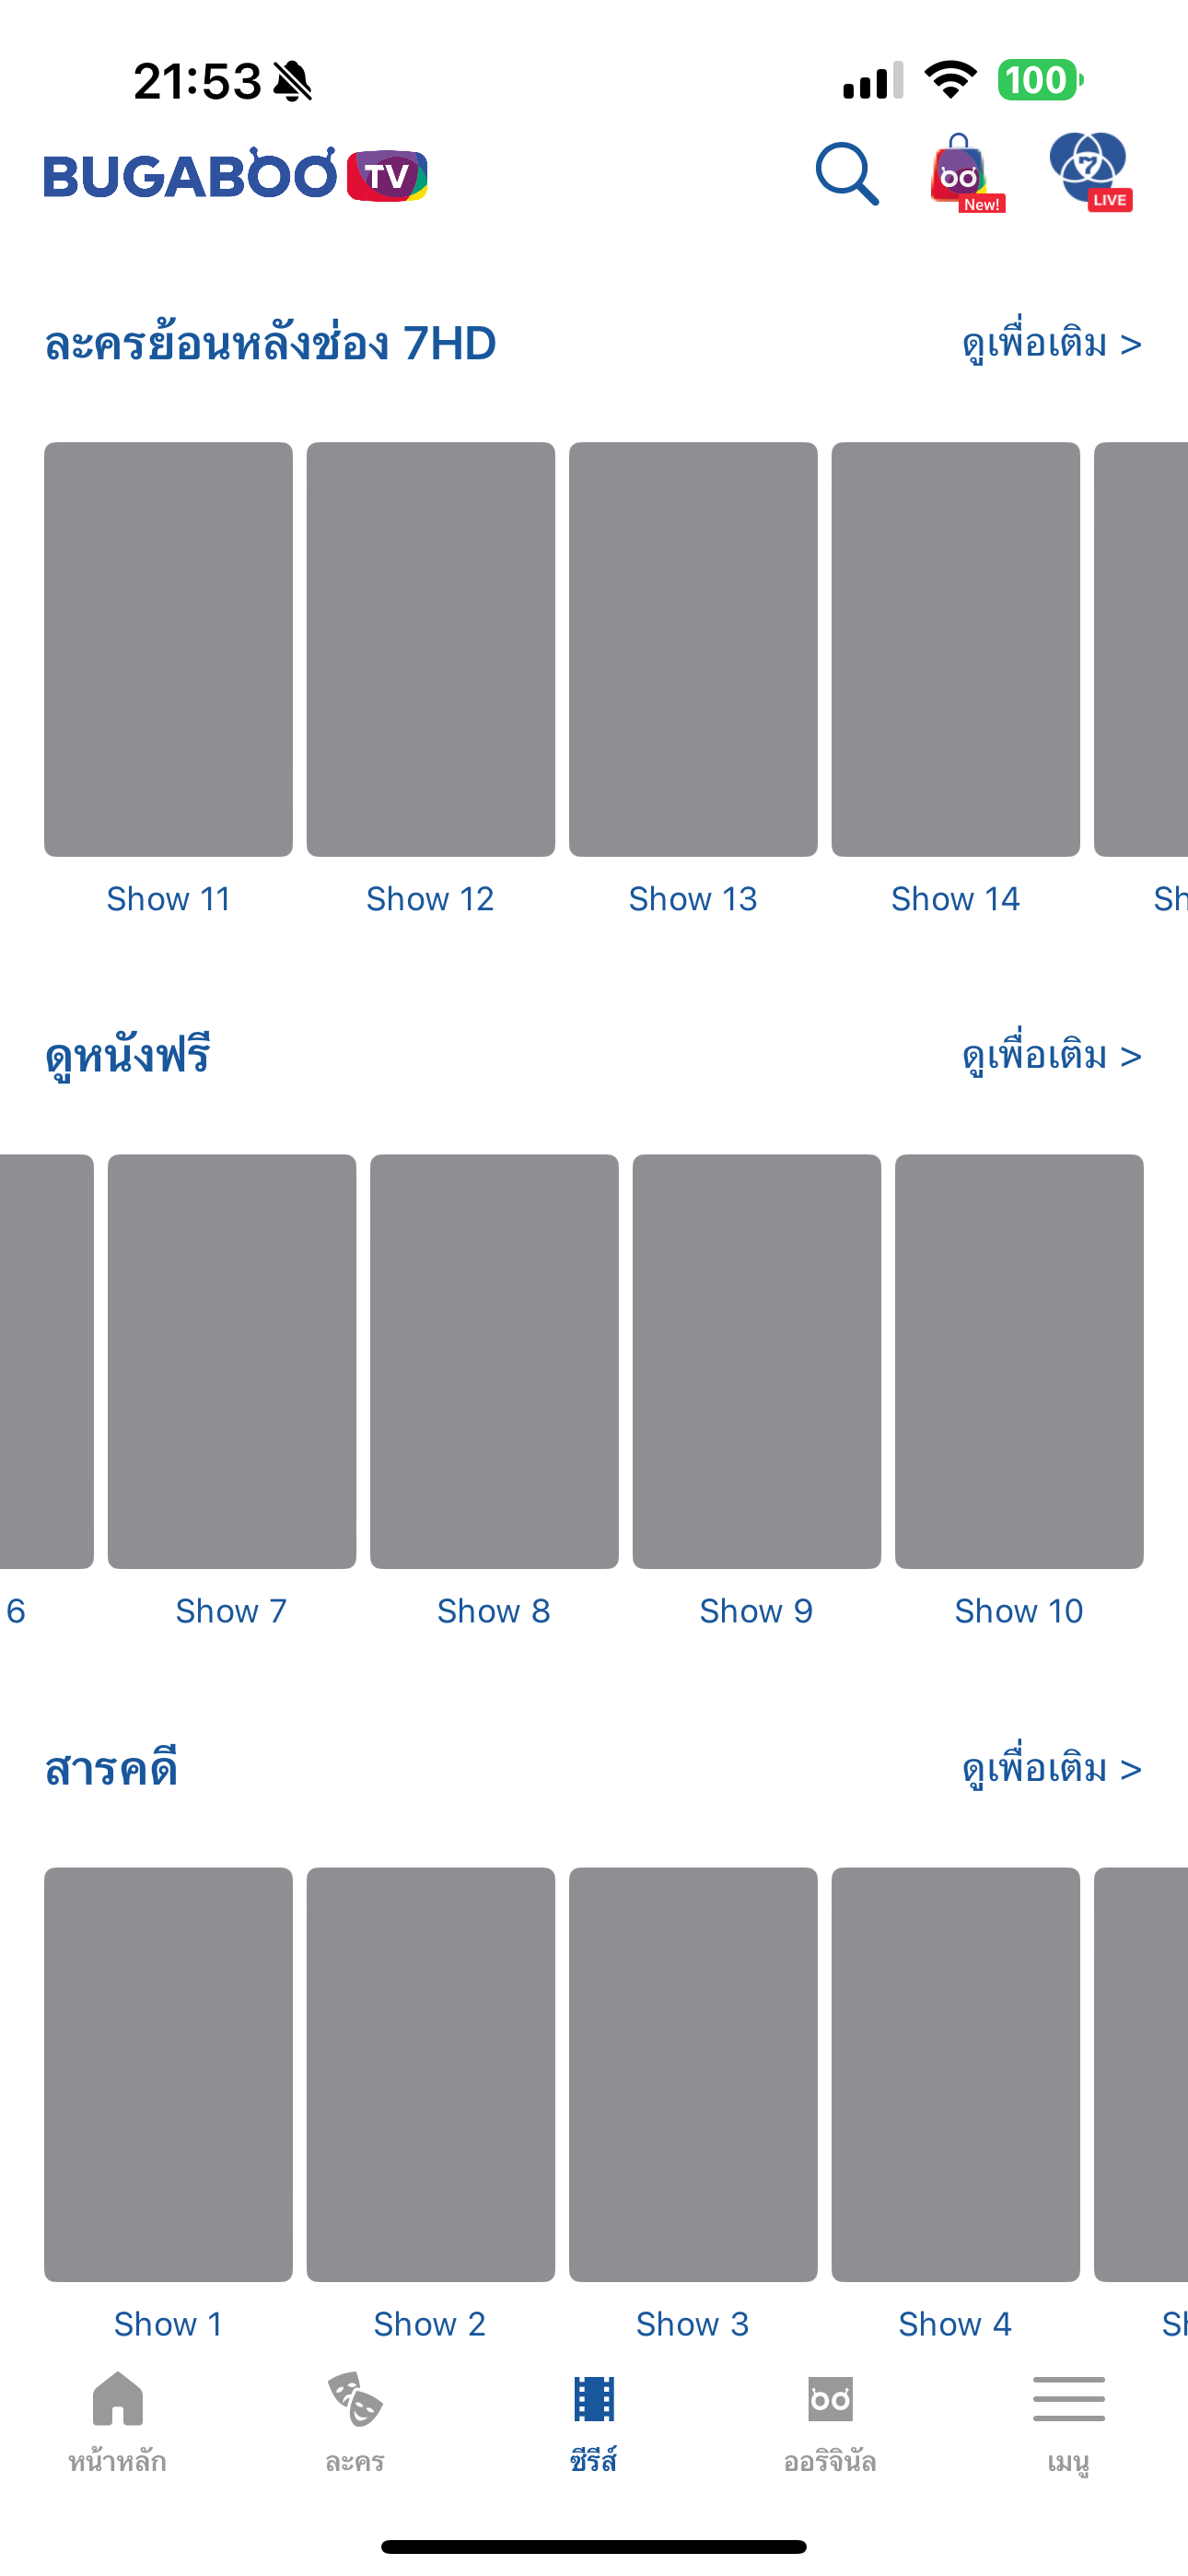 21:53
100
BUGABOO TV
New!
LIVE
ละครย้อนหลังช่อง 7HD
ดูเพื่อเติม >
Show 11
Show 12
Show 13
Show 14
Sh
ดูหนังฟรี
ดูเพื่อเติม >
6
Show 7
Show 8
Show 9
Show 10
สารคดี
ดูเพื่อเติม >
Show 1
Show 2
Show 3
Show 4
Sh
หน้าหลัก
ละคร
ซีรีส์
ออริจินัล
เมนู